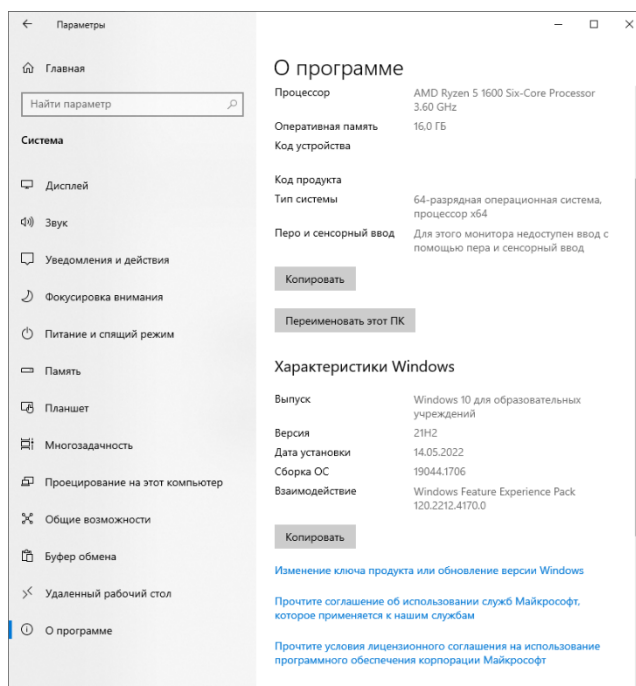 Параметры
Главная
Найти параметр
Система
Дисплей
Звук
Уведомления и действия
Фокусировка внимания
Питание и спящий режим
Память
Планшет
Многозадачность
Проецирование на этот компьютер
Общие возможности
Буфер обмена
Удаленный рабочий стол
О программе
О программе
Процессор AMD Ryzen 5 1600 Six-Core Processor
3.60 GHz
Оперативная память 16,0 ГБ
Код устройства
Код продукта
Тип системы 64-разрядная операционная система,
процессор x64
Перо и сенсорный ввод Для этого монитора недоступен ввод с
помощью пера и сенсорный ввод
Копировать
Переименовать этот ПК
Характеристики Windows
Выпуск Windows 10 для образовательных
учреждений
Версия 21H2
Дата установки 14.05.2022
Сборка ОС 19044.1706
Взаимодействие Windows Feature Experience Pack
120.2212.4170.0
Копировать
Изменение ключа продукта или обновление версии Windows
Прочтите соглашение об использовании служб Майкрософт,
которое применяется к нашим службам
Прочтите условия лицензионного соглашения на использование
программного обеспечения корпорации Майкрософт